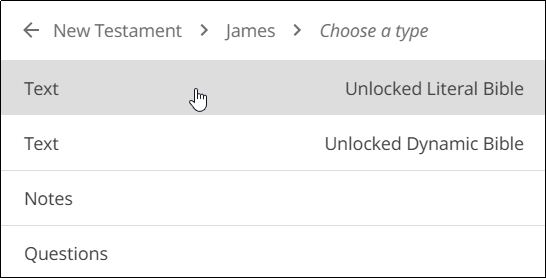 New Testament > James > Choose a type
Text Unlocked Literal Bible
Text Unlocked Dynamic Bible
Notes
Questions